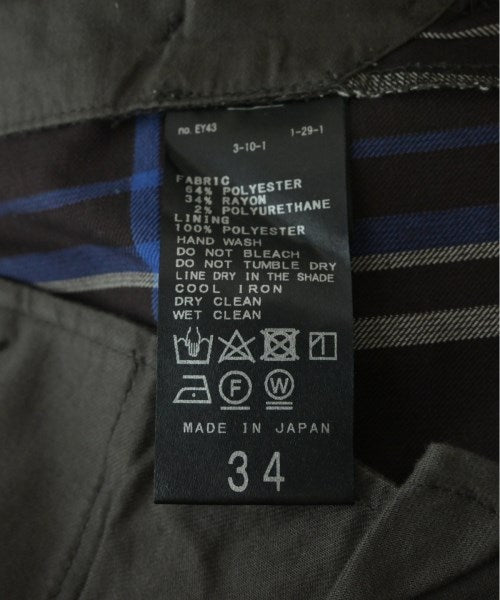 no. EY43 1-29-1
3-10-1
FABRIC
64% POLYESTER
34% RAYON
2% POLYURETHANE
LINING
100% POLYESTER
HAND WASH
DO NOT BLEACH
DO NOT TUMBLE DRY
LINE DRY IN THE SHADE
COOL IRON
DRY CLEAN
WET CLEAN
F W
MADE IN JAPAN
34